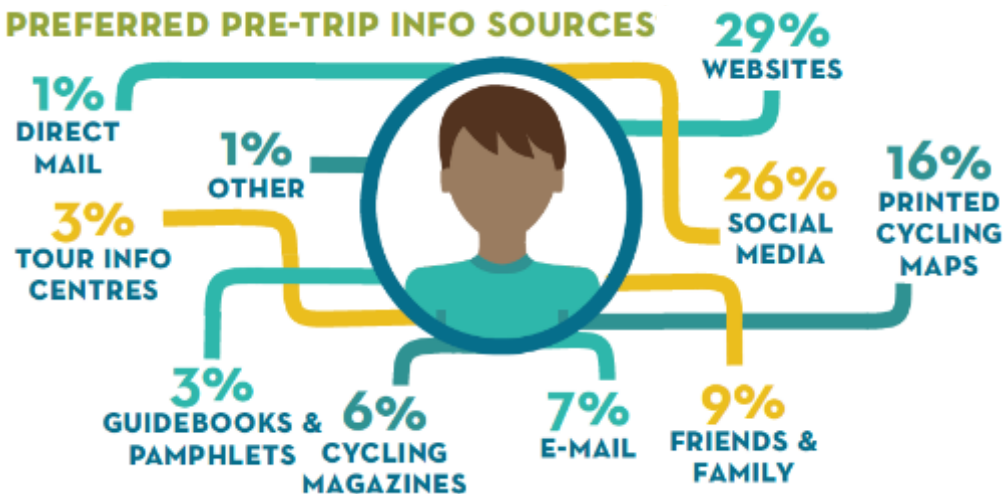 PREFERRED PRE-TRIP INFO SOURCES
29%
WEBSITES
1%
DIRECT
MAIL
1%
OTHER
26%
SOCIAL
MEDIA
16%
PRINTED
CYCLING
MAPS
3%
TOUR INFO
CENTRES
3%
GUIDEBOOKS &
PAMPHLETS
6%
CYCLING
MAGAZINES
7%
E-MAIL
9%
FRIENDS &
FAMILY